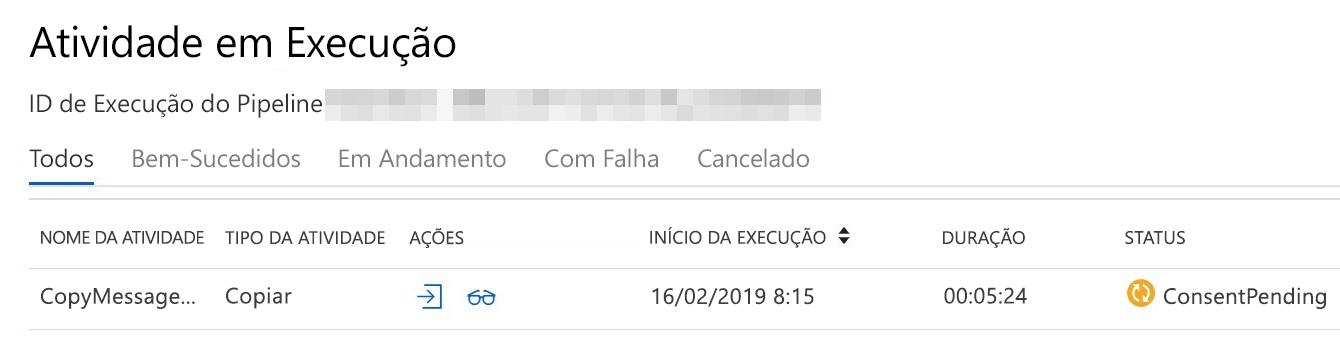 Atividade em Execução
ID de Execução do Pipeline
Todos Bem-Sucedidos Em Andamento Com Falha Cancelado
NOME DA ATIVIDADE TIPO DA ATIVIDADE AÇÕES INÍCIO DA EXECUÇÃO DURAÇÃO STATUS
CopyMessage... Copiar 16/02/2019 8:15 00:05:24 ConsentPending